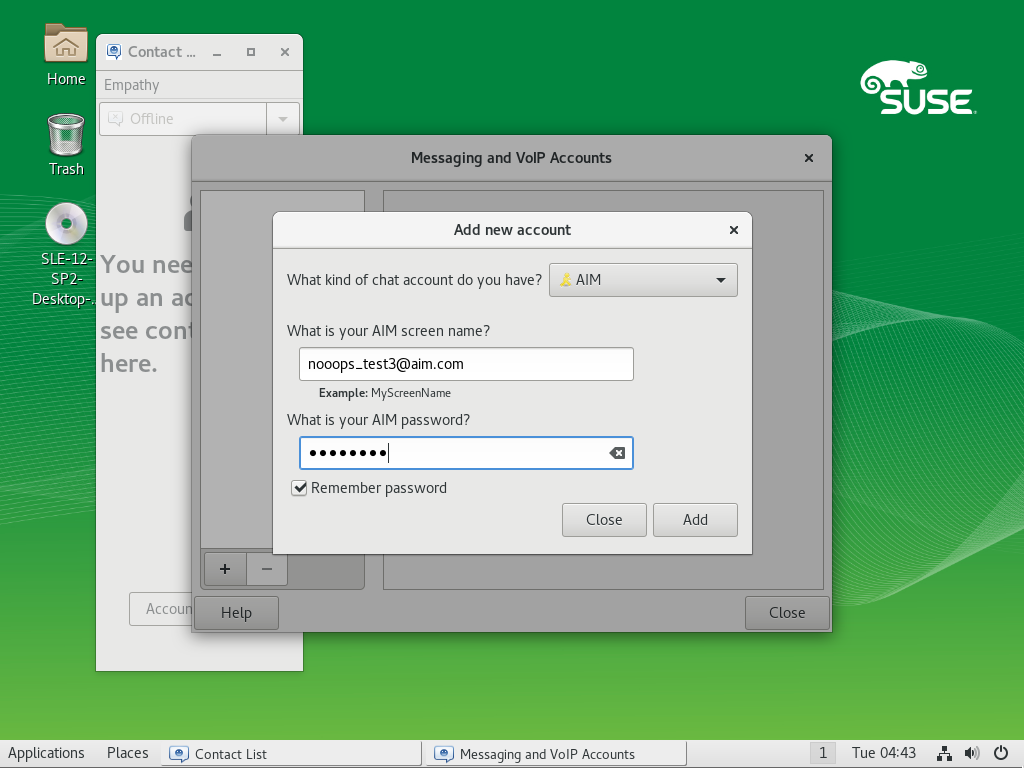 Home
Trash
SLE-12-
SP2-
Desktop-...
Contact ...
Empathy
Offline
You nee
up an ac
see cont
here.
Accoun
SUSE
Messaging and VoIP Accounts
Add new account
What kind of chat account do you have? AIM
What is your AIM screen name?
nooops_test3@aim.com
Example: MyScreenName
What is your AIM password?
••••••••
Remember password
Close Add
+ −
Help Close
Applications Places Contact List Messaging and VoIP Accounts 1 Tue 04:43